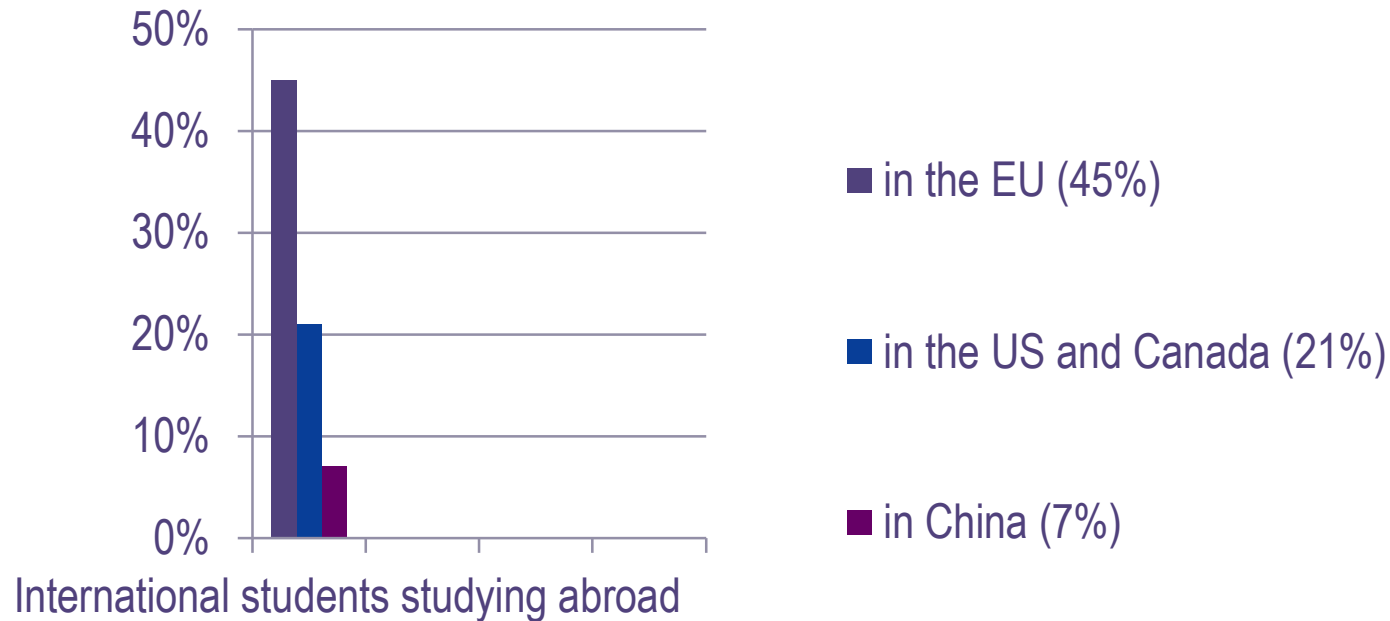 50%
40%
30%
20%
10%
0%
International students studying abroad
in the EU (45%)
in the US and Canada (21%)
in China (7%)